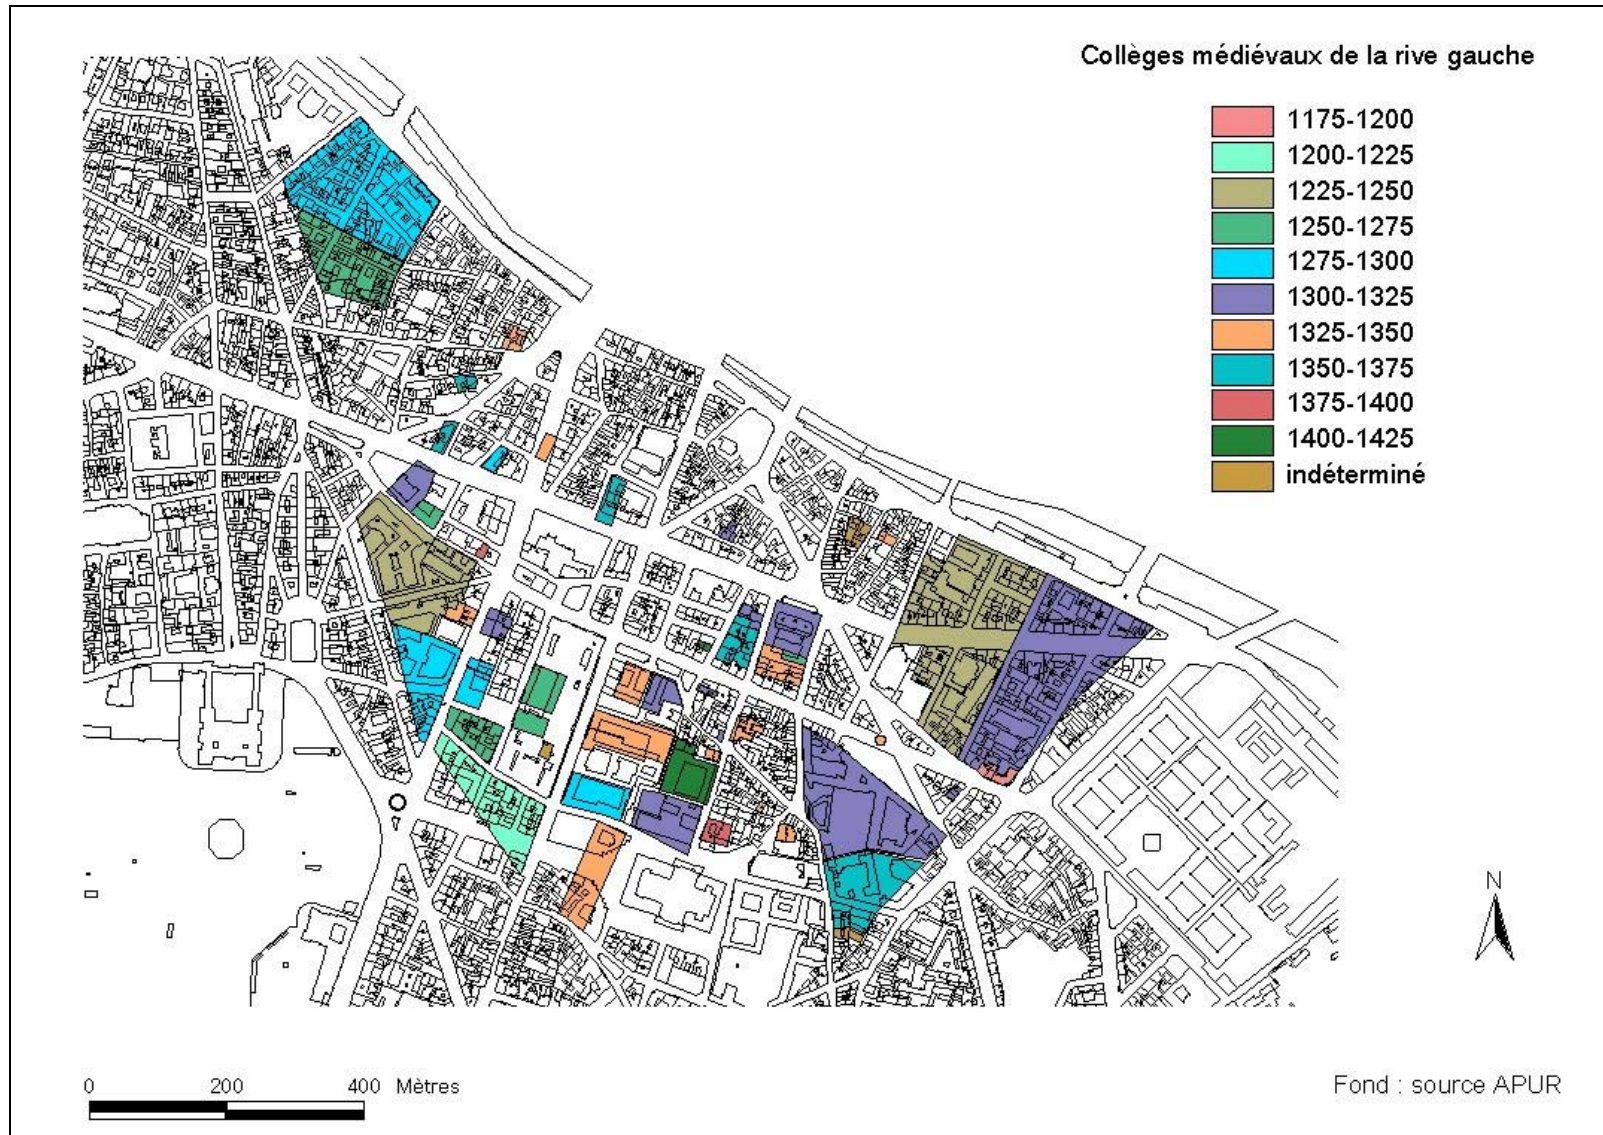 Collèges médiévaux de la rive gauche
1175-1200
1200-1225
1225-1250
1250-1275
1275-1300
1300-1325
1325-1350
1350-1375
1375-1400
1400-1425
indéterminé
N
0 200 400 Mètres
Fond : source APUR